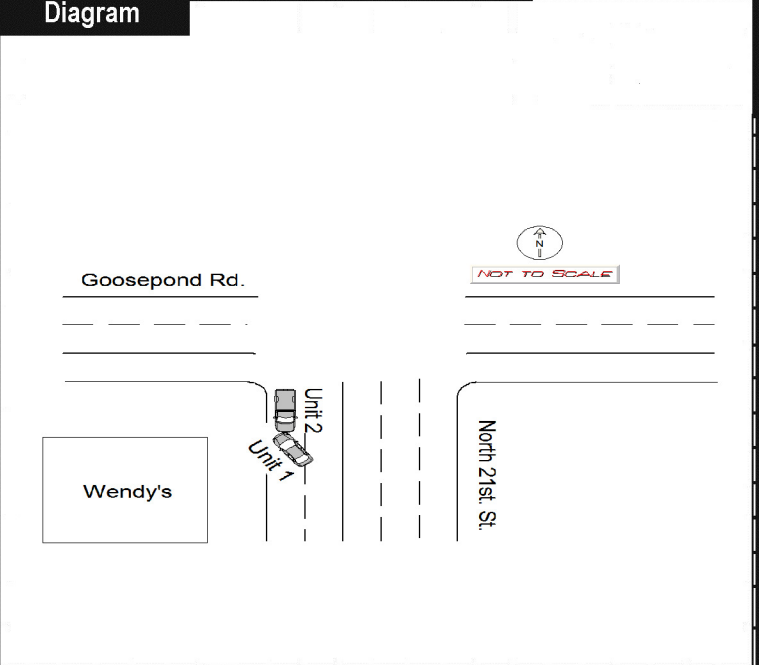 Diagram
N
NOT TO SCALE
Goosepond Rd.
Unit 2
Unit 1
North 21st. St.
Wendy's